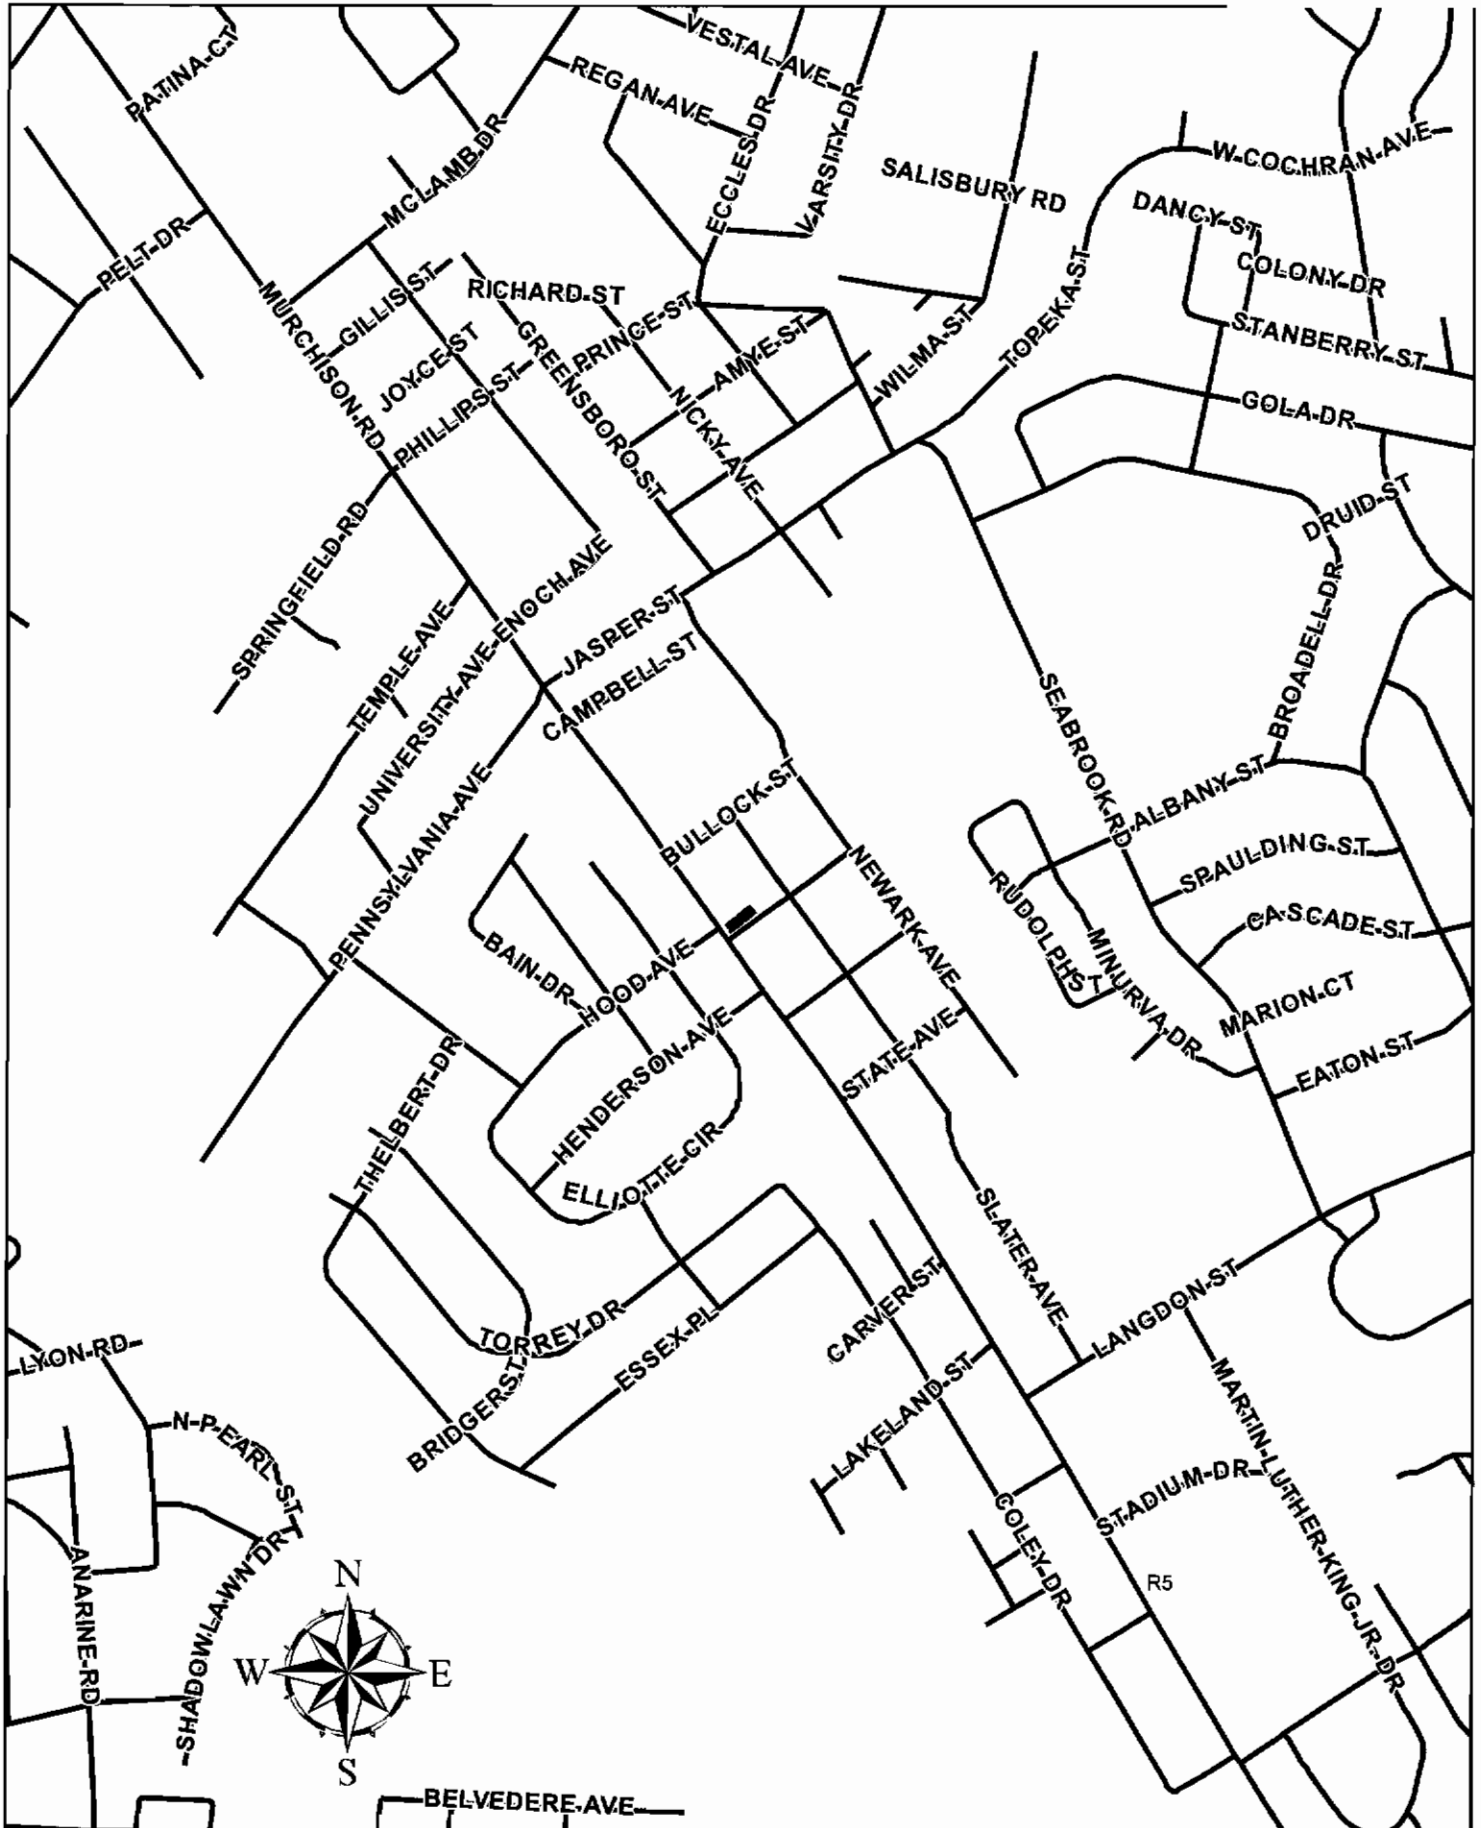 PATINA CT
VESTAL AVE
REGAN AVE
ECCLES DR
VARSITY DR
MCLAMB DR
SALISBURY RD
W COCHRAN AVE
DANCY ST
COLONY DR
PELT DR
GILLIS ST
RICHARD ST
PRINCE ST
TOPEKA ST
STANBERRY ST
MURCHISON RD
JOYCE ST
GREENSBORO ST
AMYE ST
WILMA ST
PHILLIPS ST
NICKY AVE
GOLA DR
DRUID ST
SPRINGFIELD RD
ENOCH AVE
TEMPLE AVE
JASPER ST
BROADELL DR
UNIVERSITY AVE
CAMPBELL ST
SEABROOK RD
PENNSYLVANIA AVE
BULLOCK ST
ALBANY ST
NEWARK AVE
SPAULDING ST
RUDOLPH ST
CASCADE ST
BAIN DR
HOOD AVE
MINURVA DR
MARION CT
THELBERT DR
HENDERSON AVE
STATE AVE
EATON ST
ELLIOTTE CIR
SLATER AVE
TORREY DR
CARVER ST
LANGDON ST
LYON RD
ESSEX PL
BRIDGER ST
LAKELAND ST
MARTIN LUTHER KING JR DR
N PEARL ST
STADIUM DR
COLEY DR
ANARINE RD
SHADOWLAWN DR
R5
N
W
E
S
BELVEDERE AVE